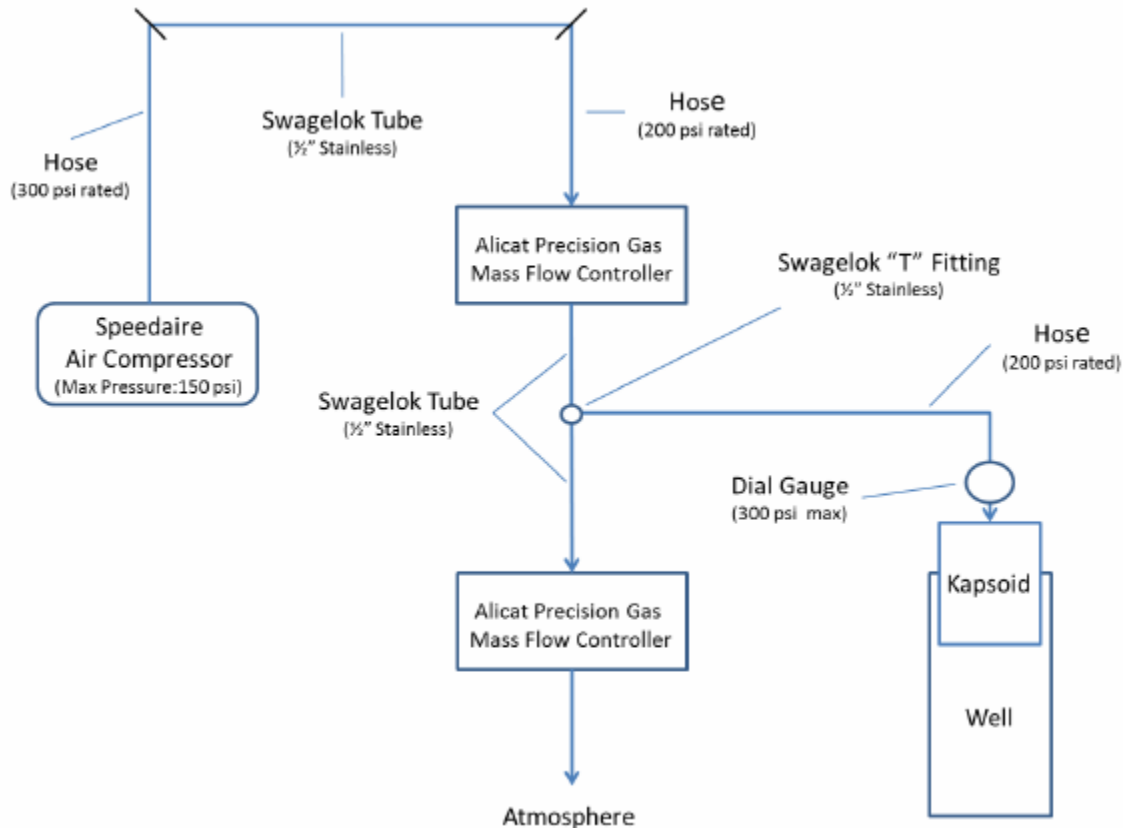 Swagelok Tube
(½” Stainless)
Hose
(200 psi rated)
Hose
(300 psi rated)
Alicat Precision Gas
Mass Flow Controller
Swagelok “T” Fitting
(½” Stainless)
Speedaire
Air Compressor
(Max Pressure:150 psi)
Hose
(200 psi rated)
Swagelok Tube
(½” Stainless)
Dial Gauge
(300 psi max)
Kapsoid
Alicat Precision Gas
Mass Flow Controller
Well
Atmosphere